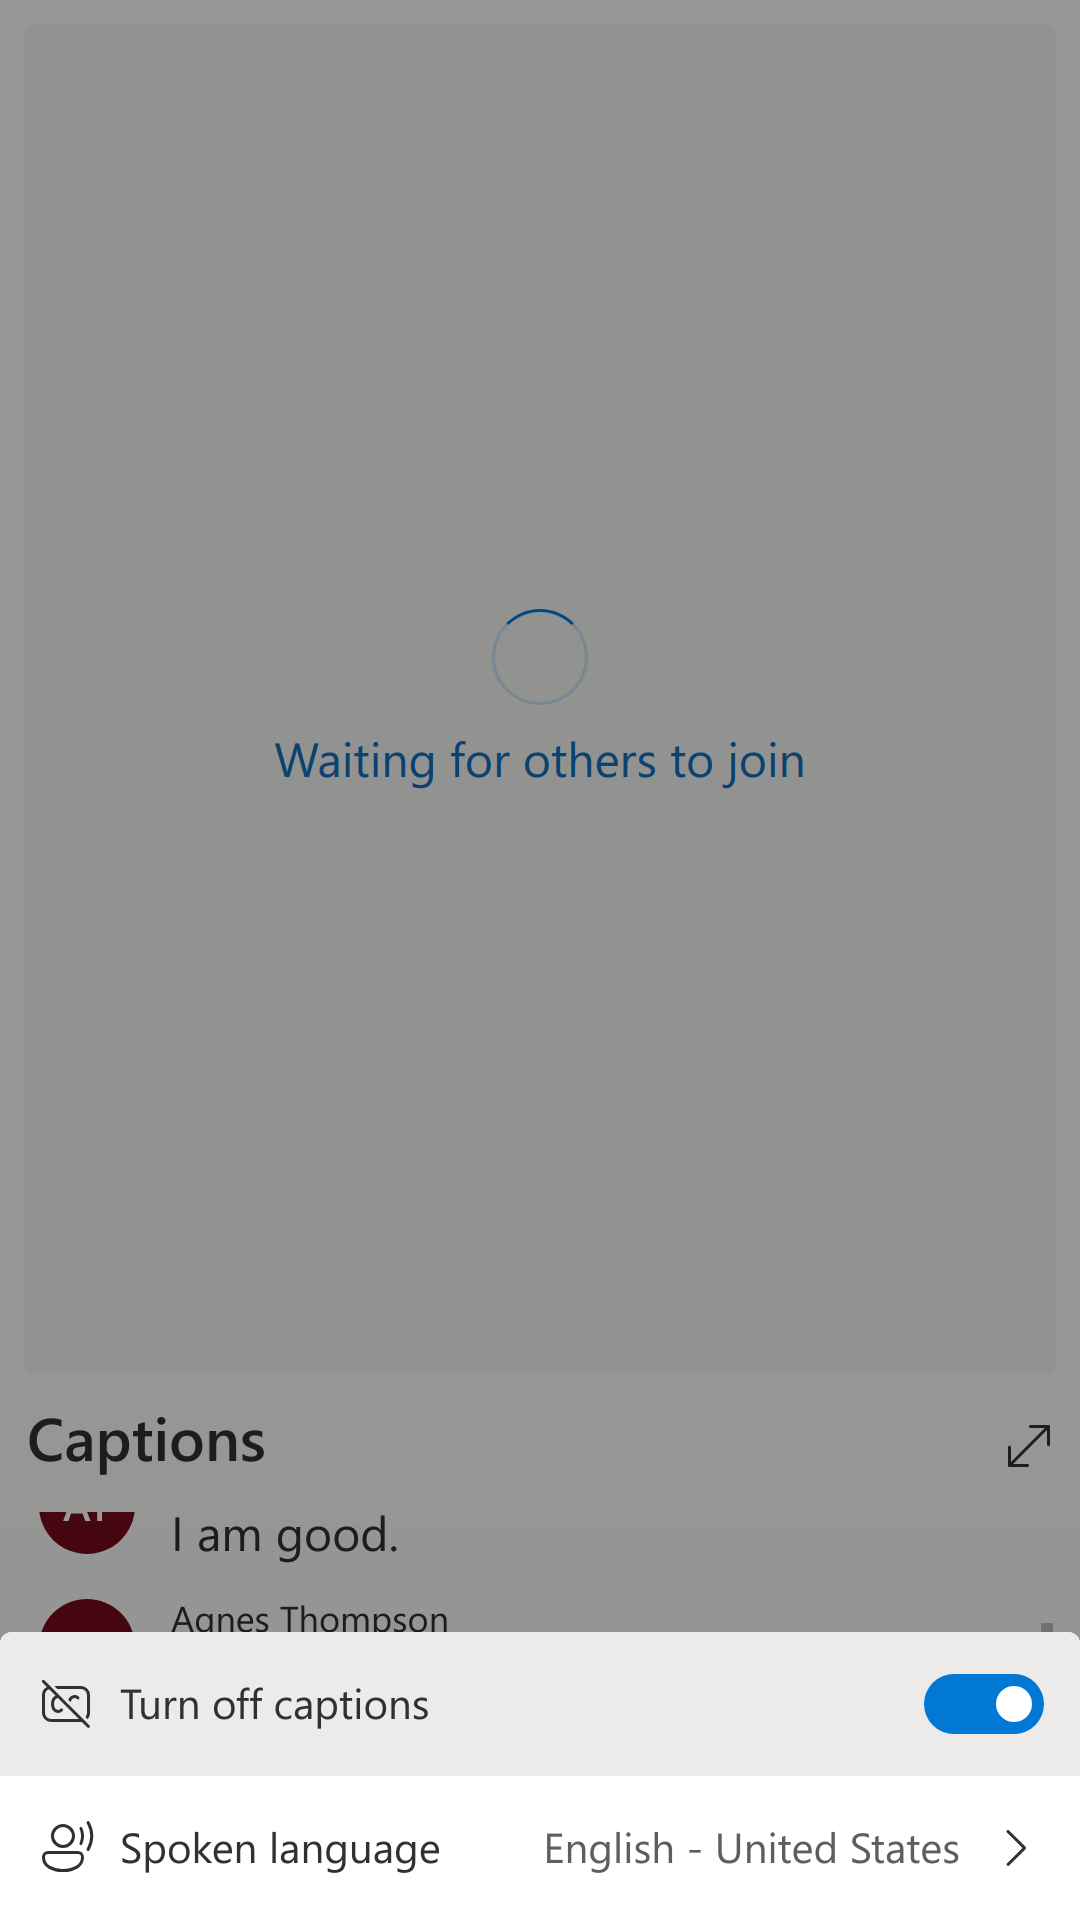 Waiting for others to join
Captions
I am good.
Agnes Thompson
Turn off captions
Spoken language
English - United States